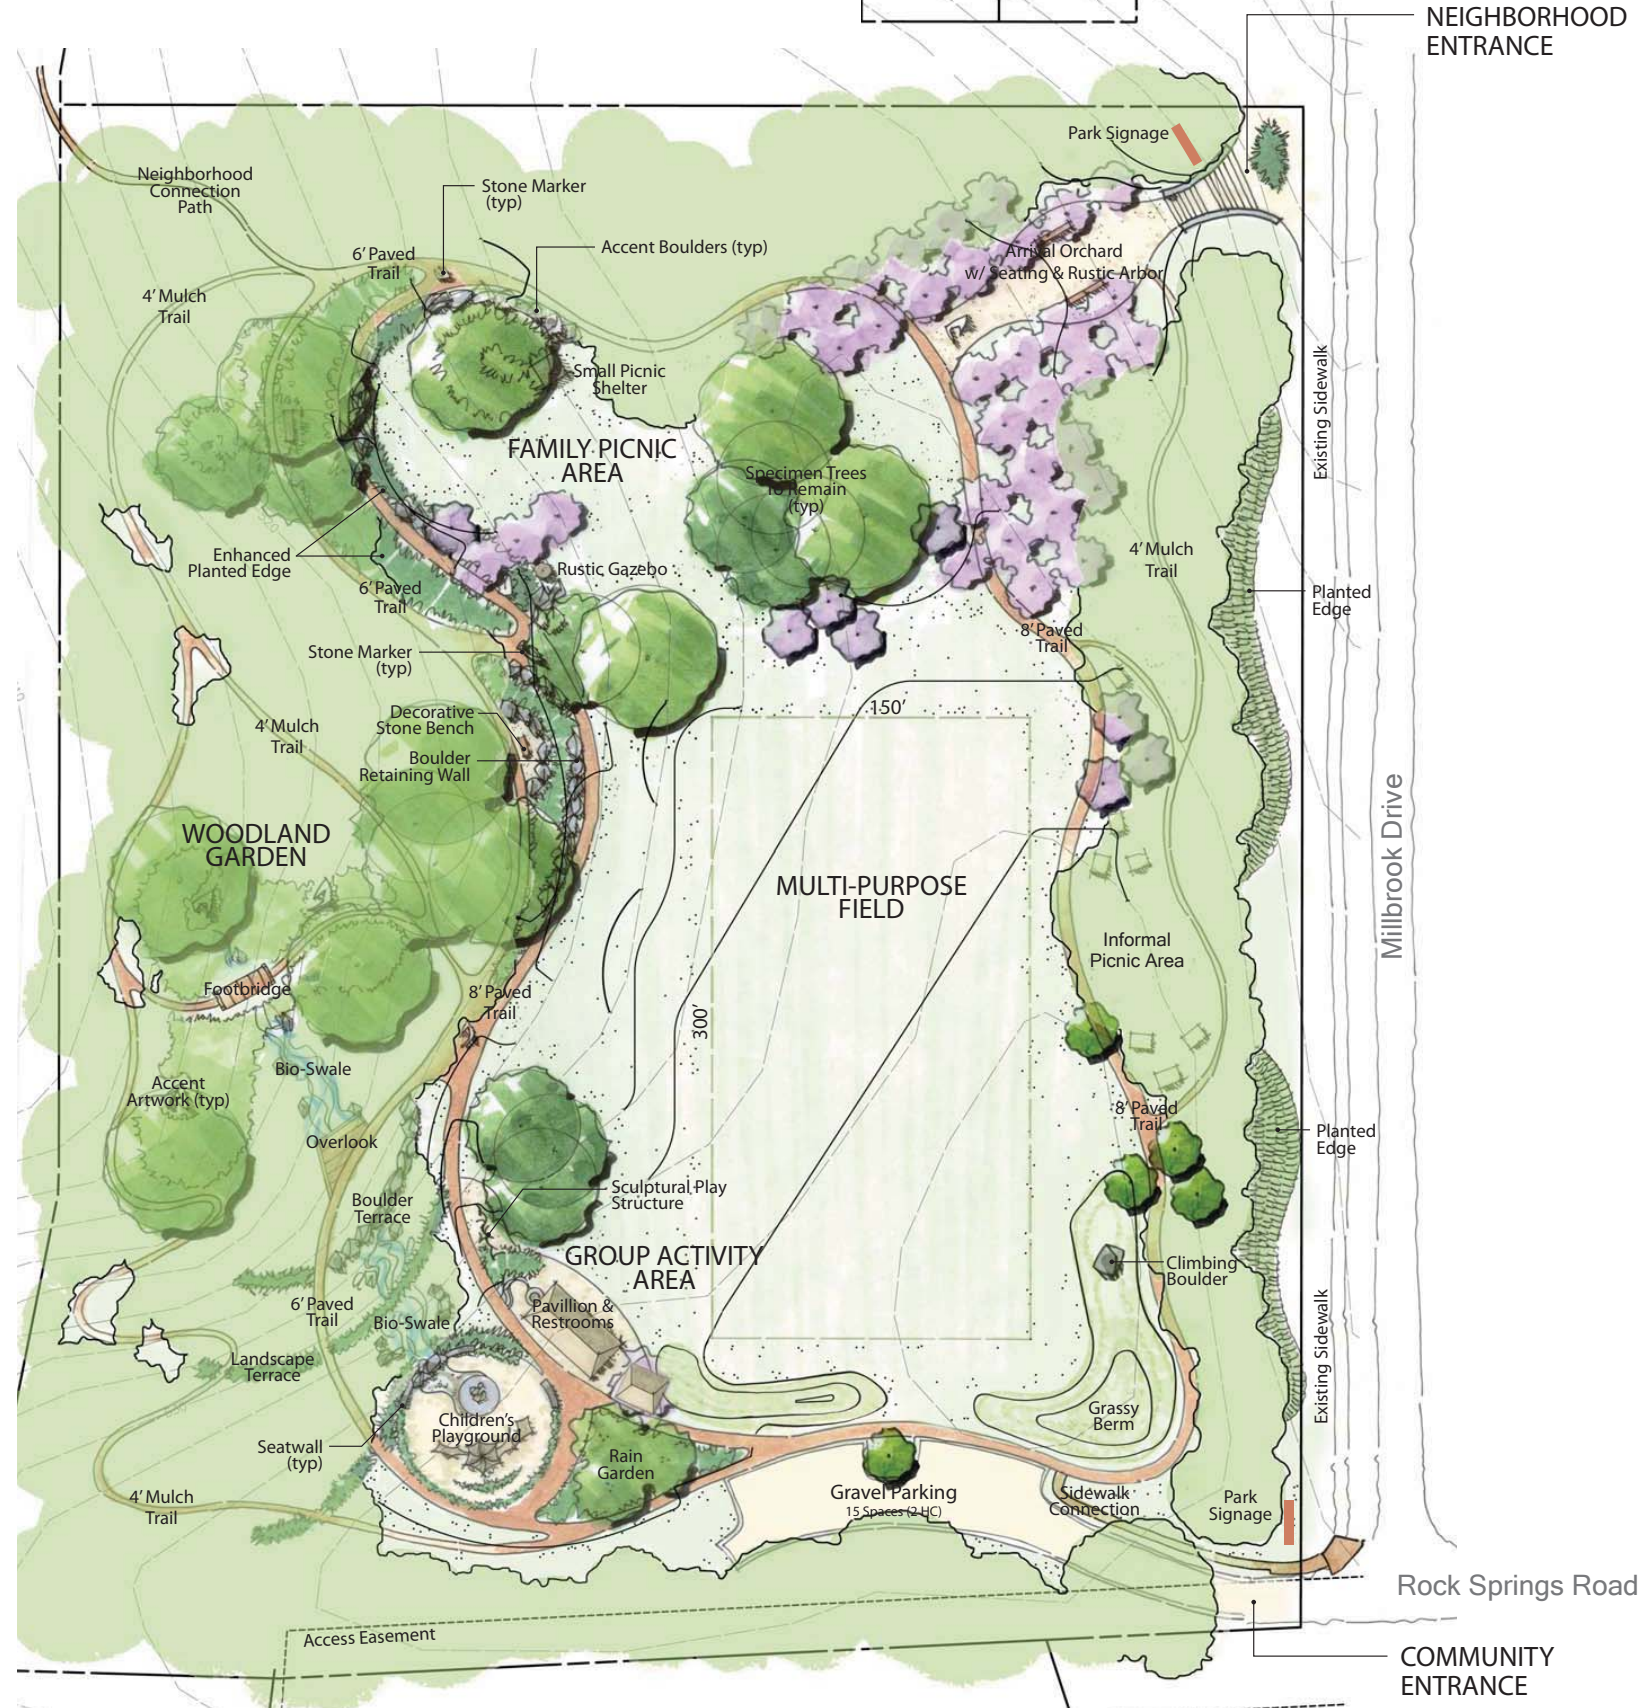 NEIGHBORHOOD
ENTRANCE
Park Signage
Neighborhood
Connection
Path
Stone Marker
(typ)
Accent Boulders (typ)
6' Paved
Trail
Arrival Orchard
w/ Seating & Rustic Arbor
4' Mulch
Trail
Small Picnic
Shelter
Existing Sidewalk
FAMILY PICNIC
AREA
Specimen Trees
To Remain
(typ)
Enhanced
Planted Edge
Rustic Gazebo
4' Mulch
Trail
6' Paved
Trail
Planted
Edge
8' Paved
Trail
Stone Marker
(typ)
Decorative
Stone Bench
150'
4' Mulch
Trail
Boulder
Retaining Wall
Millbrook Drive
WOODLAND
GARDEN
MULTI-PURPOSE
FIELD
Informal
Picnic Area
Footbridge
8' Paved
Trail
300'
Bio-Swale
Accent
Artwork (typ)
8' Paved
Trail
Overlook
Planted
Edge
Boulder
Terrace
Sculptural Play
Structure
GROUP ACTIVITY
AREA
Climbing
Boulder
6' Paved
Trail
Pavillion &
Restrooms
Bio-Swale
Existing Sidewalk
Landscape
Terrace
Children's
Playground
Grassy
Berm
Seatwall
(typ)
Rain
Garden
4' Mulch
Trail
Gravel Parking
15 Spaces (2 HC)
Sidewalk
Connection
Park
Signage
Rock Springs Road
Access Easement
COMMUNITY
ENTRANCE